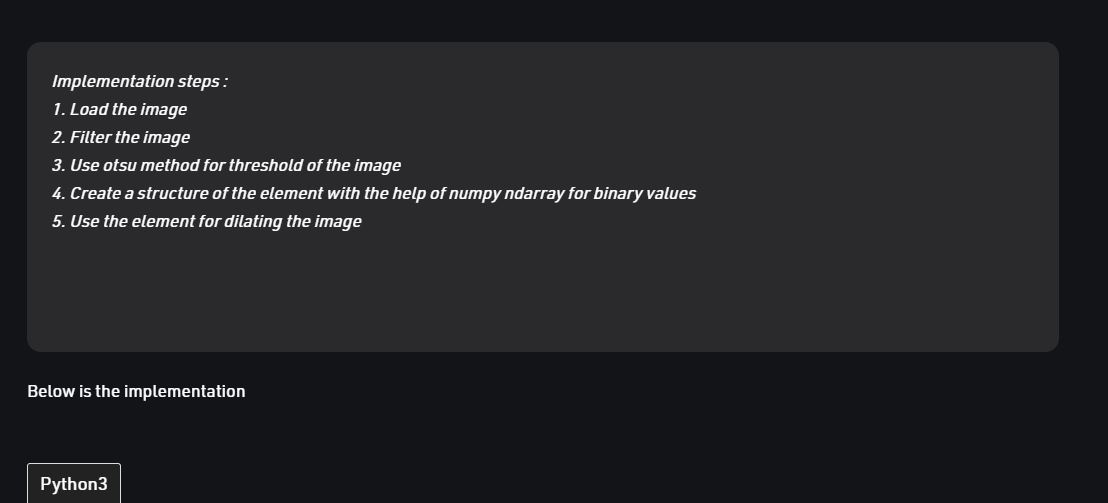 Implementation steps :
1. Load the image
2. Filter the image
3. Use otsu method for threshold of the image
4. Create a structure of the element with the help of numpy ndarray for binary values
5. Use the element for dilating the image
Below is the implementation
Python3